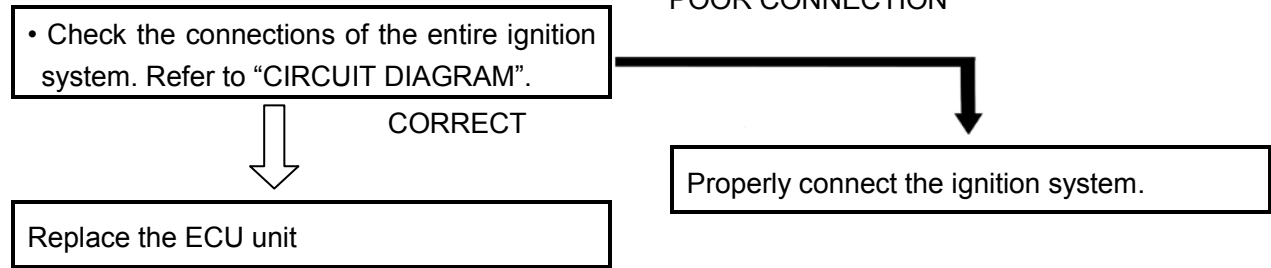 POOR CONNECTION
• Check the connections of the entire ignition
system. Refer to “CIRCUIT DIAGRAM”.
CORRECT
Properly connect the ignition system.
Replace the ECU unit